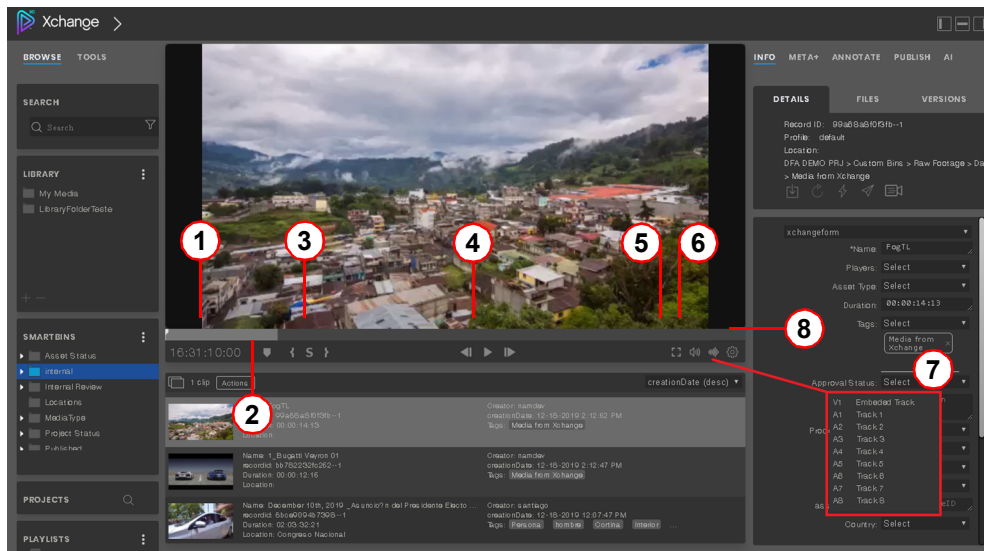 Xchange >
BROWSE TOOLS
SEARCH
Search
LIBRARY
My Media
LibraryFolderTeste
+ −
SMARTBINS
Asset Status
internal
Internal Review
Locations
MediaType
Project Status
Published
PROJECTS
PLAYLISTS
1
3
4
5
6
8
2
7
16:31:10:00
{ S }
1 clip Actions
creationDate (desc)
FogTL
99a68a8f0f3fb--1
Duration: 00:00:14:13
Location:
Creator: namdev
creationDate: 12-18-2019 2:12:52 PM
Tags: Media from Xchange
Name: 1_Bugatti Veyron 01
recordid: bb782232fc262--1
Duration: 00:00:12:16
Location:
Creator: namdev
creationDate: 12-18-2019 2:12:47 PM
Tags: Media from Xchange
Name: December 10th, 2019 _Asuncio?n del Presidente Electo ...
recordid: 6bce9094b7398--1
Duration: 02:03:32:21
Location: Congreso Nacional
Creator: santiago
creationDate: 12-18-2019 12:07:47 PM
Tags: Persona hombre Cortina Interior ...
INFO META+ ANNOTATE PUBLISH AI
DETAILS FILES VERSIONS
Record ID: 99a68a8f0f3fb--1
Profile: default
Location:
DFA DEMO PRJ > Custom Bins > Raw Footage > Da
> Media from Xchange
xchangeform
*Name: FogTL
Players: Select
Asset Type: Select
Duration: 00:00:14:13
Tags: Select
Media from
Xchange ×
Approval Status: Select
V1 Embeded Track
A1 Track 1
A2 Track 2
A3 Track 3
A4 Track 4
A5 Track 5
A6 Track 6
A7 Track 7
A8 Track 8
Country: Select